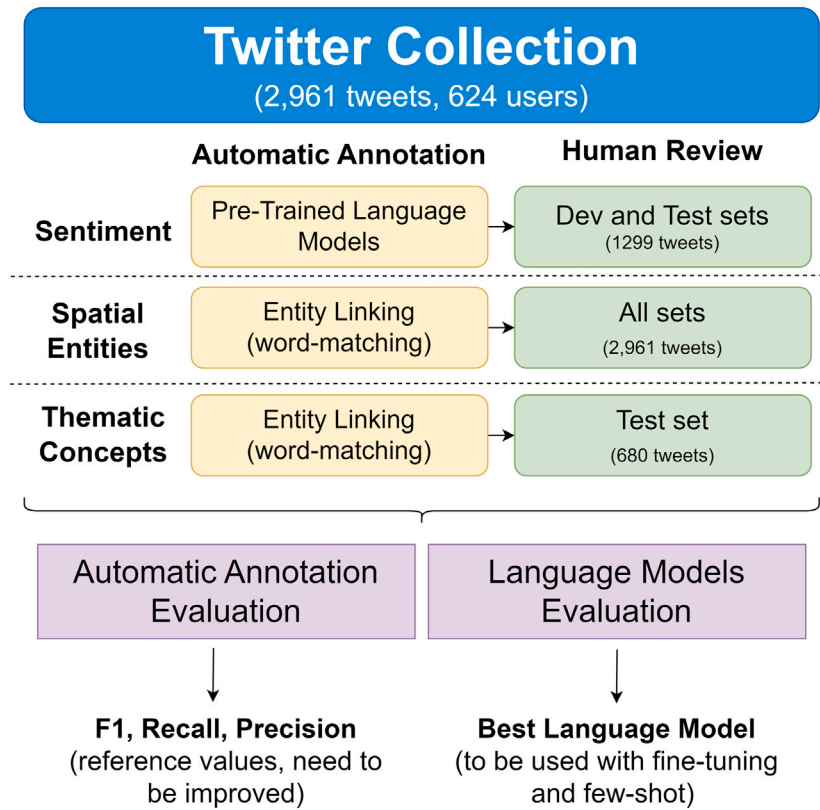 Twitter Collection
(2,961 tweets, 624 users)
Automatic Annotation
Human Review
Sentiment
Pre-Trained Language
Models
Dev and Test sets
(1299 tweets)
Spatial
Entities
Entity Linking
(word-matching)
All sets
(2,961 tweets)
Thematic
Concepts
Entity Linking
(word-matching)
Test set
(680 tweets)
Automatic Annotation
Evaluation
Language Models
Evaluation
F1, Recall, Precision
(reference values, need to
be improved)
Best Language Model
(to be used with fine-tuning
and few-shot)